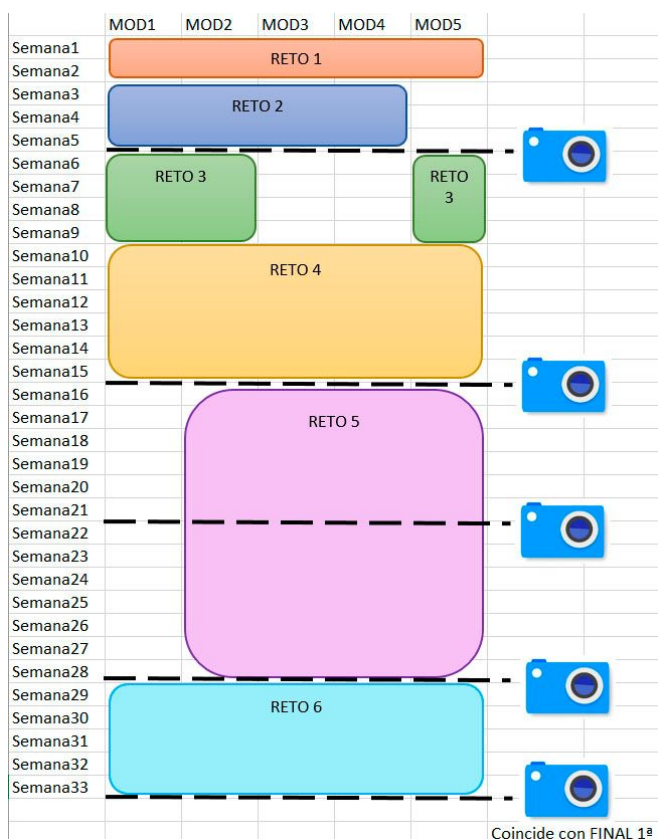 MOD1 MOD2 MOD3 MOD4 MOD5
Semana1
RETO 1
Semana2
Semana3
Semana4
RETO 2
Semana5
Semana6
Semana7
RETO 3
RETO
3
Semana8
Semana9
Semana10
Semana11
RETO 4
Semana12
Semana13
Semana14
Semana15
Semana16
Semana17
RETO 5
Semana18
Semana19
Semana20
Semana21
Semana22
Semana23
Semana24
Semana25
Semana26
Semana27
Semana28
Semana29
Semana30
RETO 6
Semana31
Semana32
Semana33
Coincide con FINAL 1ª